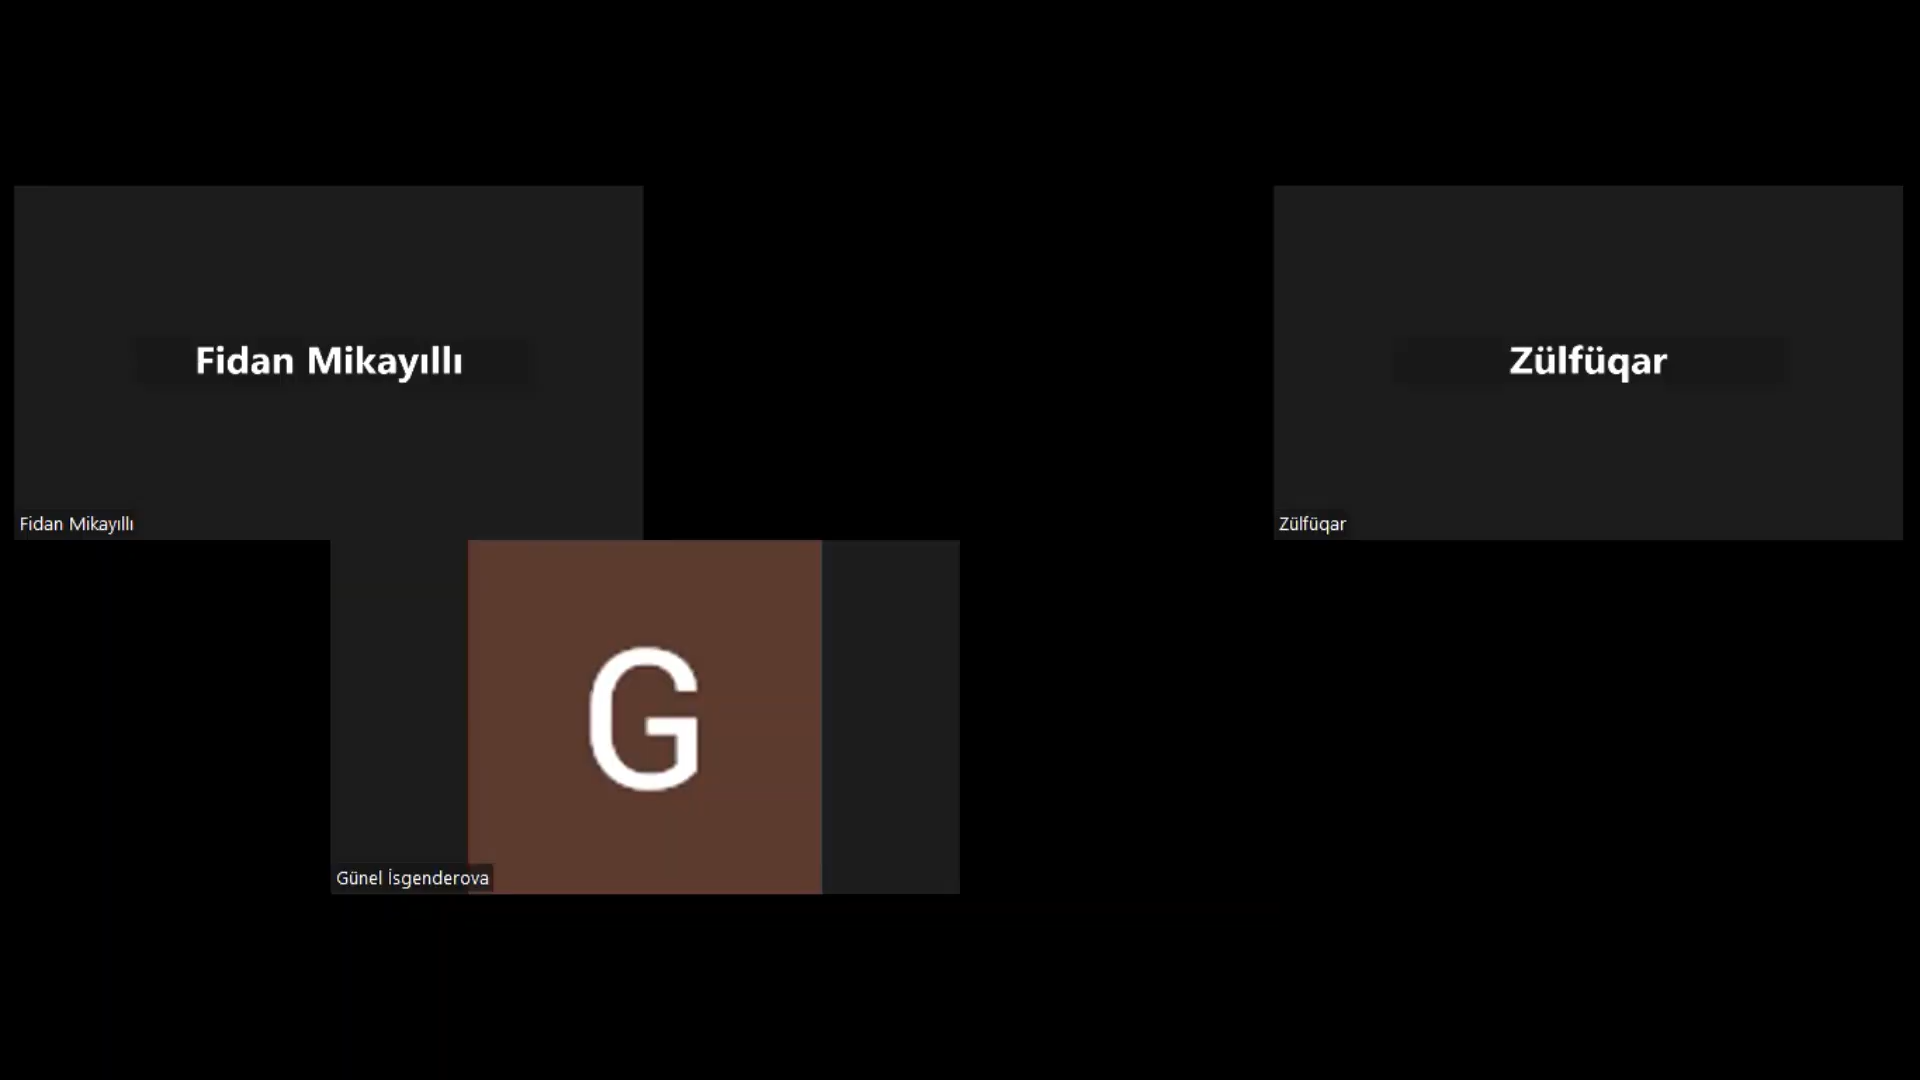 Fidan Mikayıllı
Zülfüqar
Fidan Mikayıllı
Zülfüqar
G
Günel İsgenderova